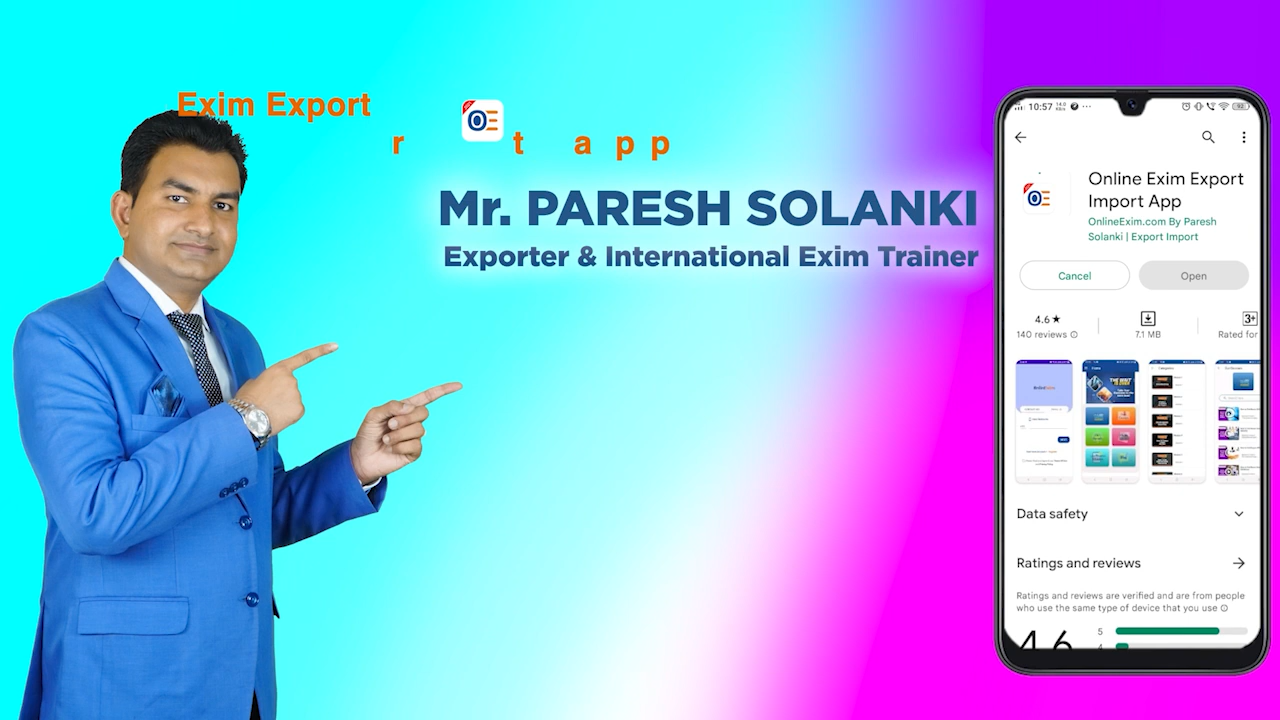 Exim Export
r t app
Mr. PARESH SOLANKI
Exporter & International Exim Trainer
10:57
Online Exim Export
Import App
OnlineExim.com By Paresh
Solanki | Export Import
Cancel
Open
4.6★
3+
140 reviews
7.1 MB
Rated for
Data safety
Ratings and reviews
Ratings and reviews are verified and are from people
who use the same type of device that you use
4.6
5
4